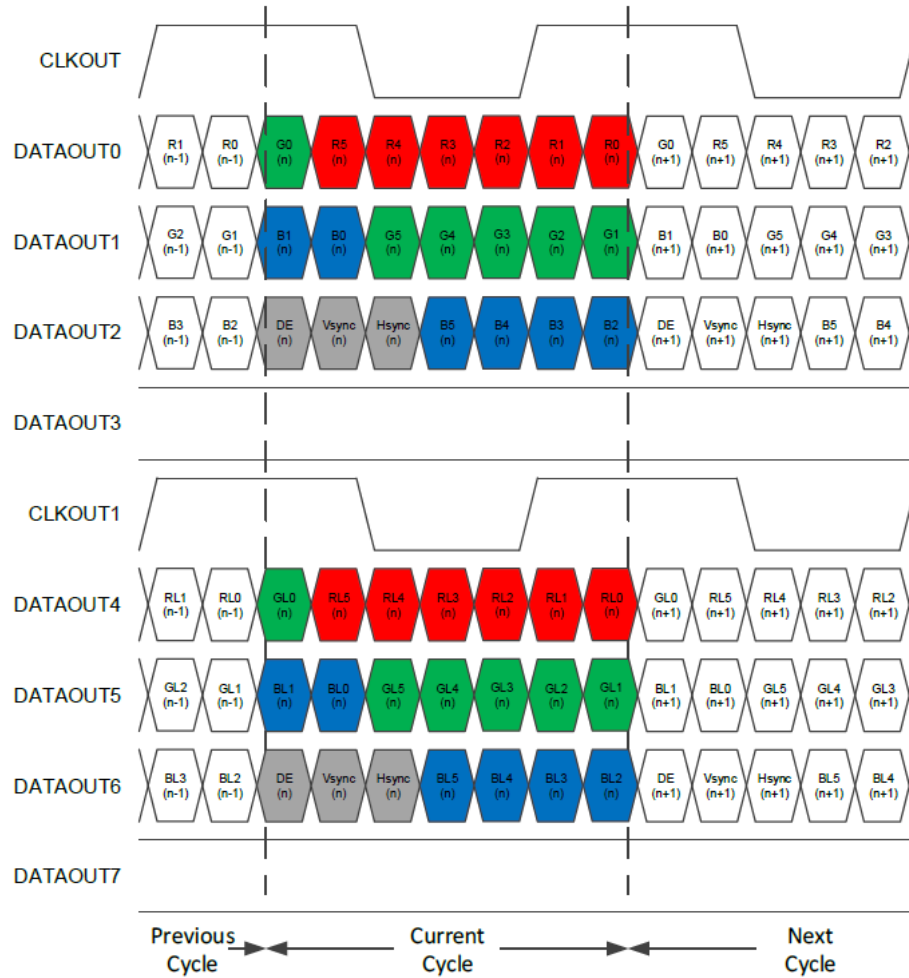 CLKOUT
DATAOUT0
R1 R0 G0 R5 R4 R3 R2 R1 R0 G0 R5 R4 R3 R2
(n-1) (n-1) (n) (n) (n) (n) (n) (n) (n) (n+1) (n+1) (n+1) (n+1) (n+1)
DATAOUT1
G2 G1 B1 B0 G5 G4 G3 G2 G1 B1 B0 G5 G4 G3
(n-1) (n-1) (n) (n) (n) (n) (n) (n) (n) (n+1) (n+1) (n+1) (n+1) (n+1)
DATAOUT2
B3 B2 DE Vsync Hsync B5 B4 B3 B2 DE Vsync Hsync B5 B4
(n-1) (n-1) (n) (n) (n) (n) (n) (n) (n) (n+1) (n+1) (n+1) (n+1) (n+1)
DATAOUT3
CLKOUT1
DATAOUT4
RL1 RL0 GL0 RL5 RL4 RL3 RL2 RL1 RL0 GL0 RL5 RL4 RL3 RL2
(n-1) (n-1) (n) (n) (n) (n) (n) (n) (n) (n+1) (n+1) (n+1) (n+1) (n+1)
DATAOUT5
GL2 GL1 BL1 BL0 GL5 GL4 GL3 GL2 GL1 BL1 BL0 GL5 GL4 GL3
(n-1) (n-1) (n) (n) (n) (n) (n) (n) (n) (n+1) (n+1) (n+1) (n+1) (n+1)
DATAOUT6
BL3 BL2 DE Vsync Hsync BL5 BL4 BL3 BL2 DE Vsync Hsync BL5 BL4
(n-1) (n-1) (n) (n) (n) (n) (n) (n) (n) (n+1) (n+1) (n+1) (n+1) (n+1)
DATAOUT7
Previous Current Next
Cycle Cycle Cycle